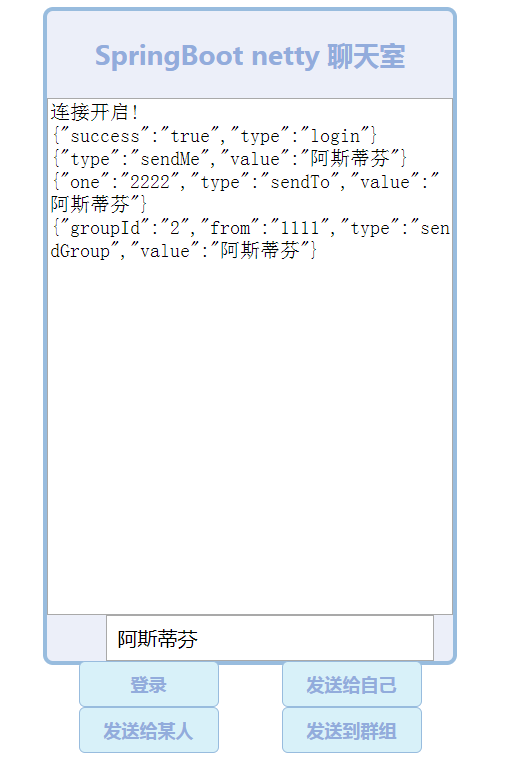 SpringBoot netty 聊天室
连接开启!
{"success":"true","type":"login"}
{"type":"sendMe","value":"阿斯蒂芬"}
{"one":"2222","type":"sendTo","value":"
阿斯蒂芬"}
{"groupId":"2","from":"1111","type":"sen
dGroup","value":"阿斯蒂芬"}
阿斯蒂芬
登录 发送给自己
发送给某人 发送到群组